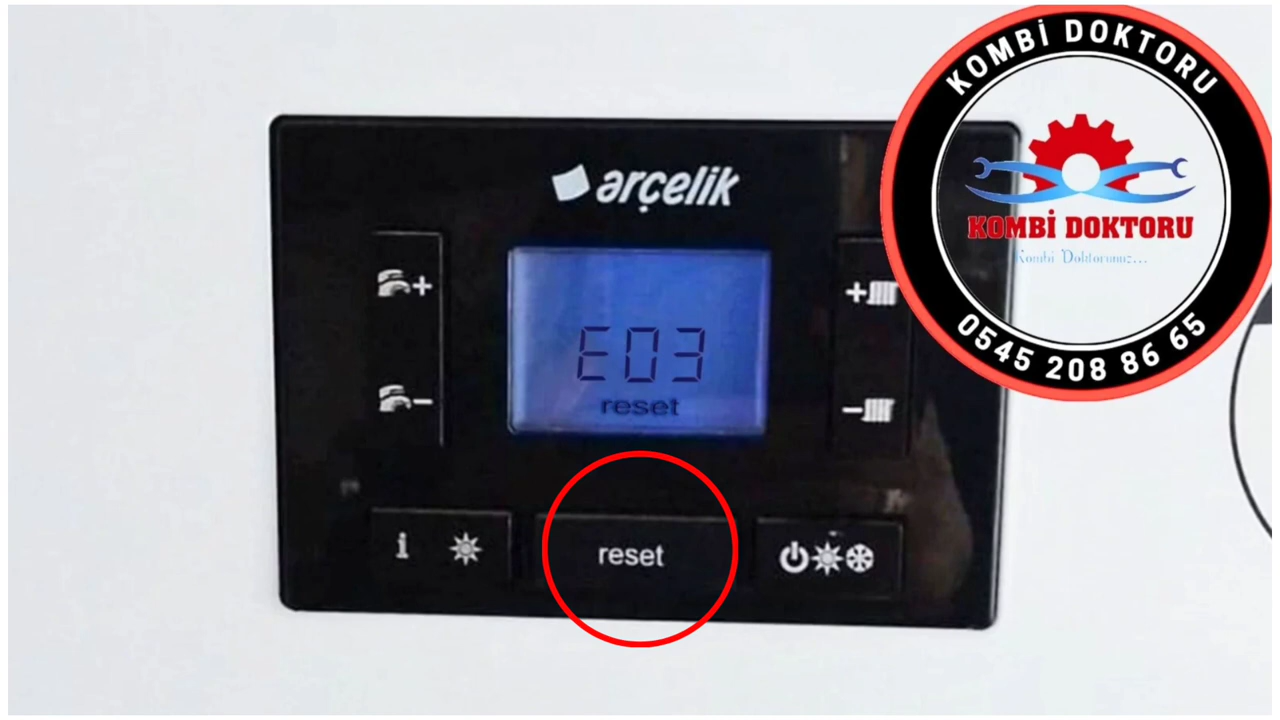 arçelik
E03
reset
reset
KOMBİ DOKTORU
KOMBİ DOKTORU
Kombi Doktorunuz...
0545 208 86 65